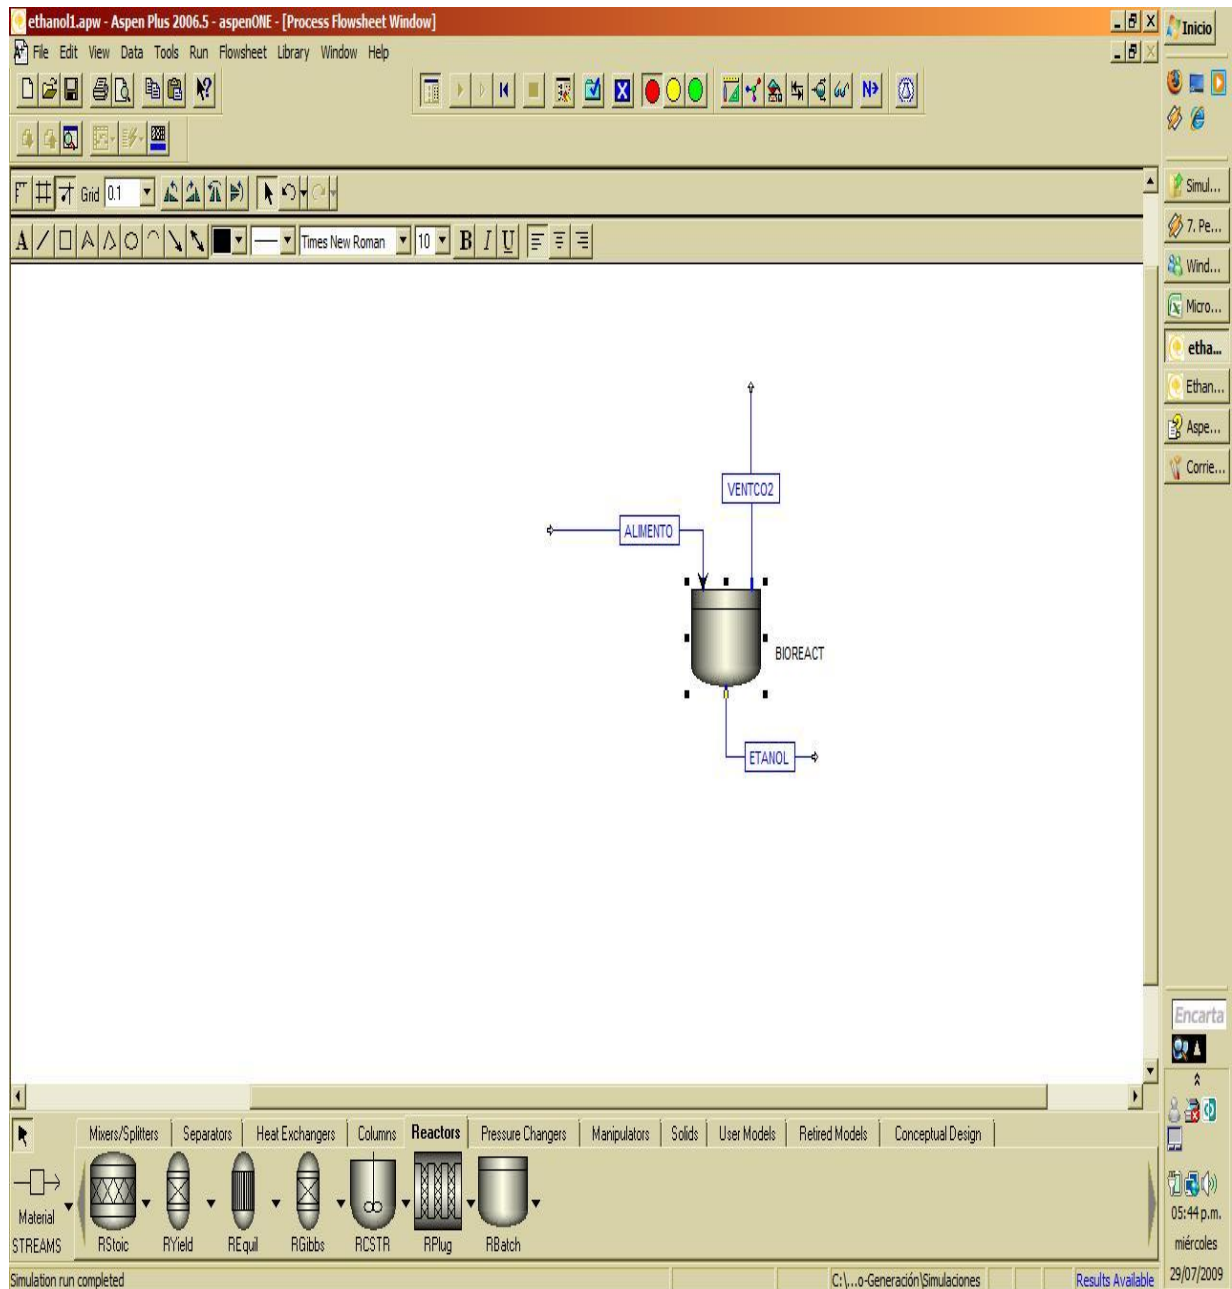 ethanol1.apw - Aspen Plus 2006.5 - aspenONE - [Process Flowsheet Window]
File Edit View Data Tools Run Flowsheet Library Window Help
N
Grid 0.1
A Times New Roman 10 B I U
VENTCO2
ALIMENTO
BIOREACT
ETANOL
Mixers/Splitters Separators Heat Exchangers Columns Reactors Pressure Changers Manipulators Solids User Models Retired Models Conceptual Design
Material
STREAMS RStoic RYield REquil RGibbs RCSTR RPlug RBatch
Simulation run completed C:\...o-Generación\Simulaciones Results Available
Inicio
Simul...
7. Pe...
Wind...
Micro...
etha...
Ethan...
Aspe...
Corrie...
Encarta
05:44 p.m.
miércoles
29/07/2009